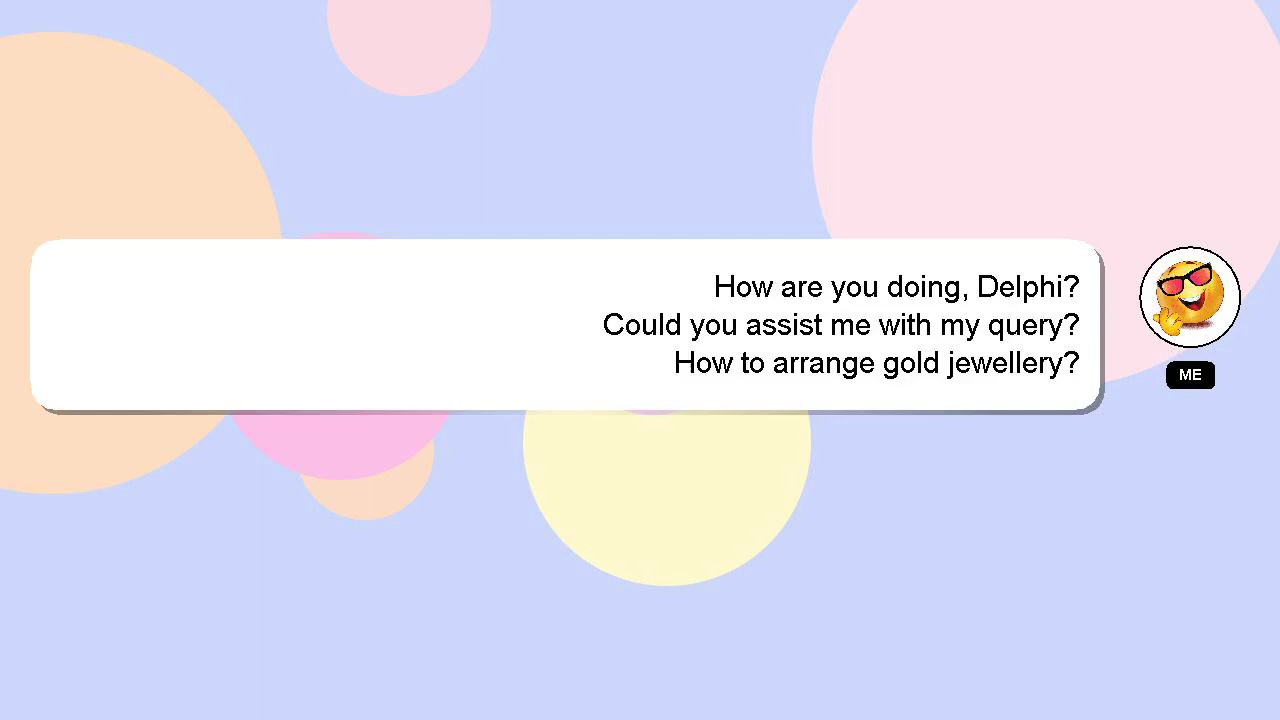 How are you doing, Delphi?
Could you assist me with my query?
How to arrange gold jewellery?
ME